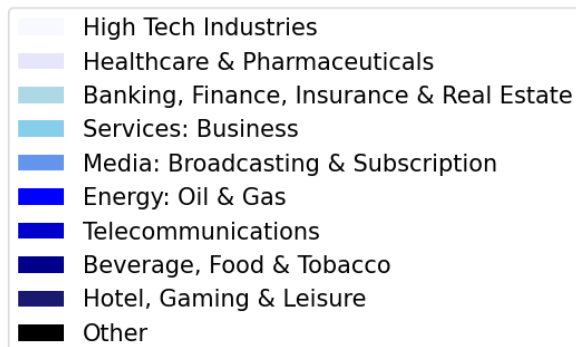 High Tech Industries
Healthcare & Pharmaceuticals
Banking, Finance, Insurance & Real Estate
Services: Business
Media: Broadcasting & Subscription
Energy: Oil & Gas
Telecommunications
Beverage, Food & Tobacco
Hotel, Gaming & Leisure
Other